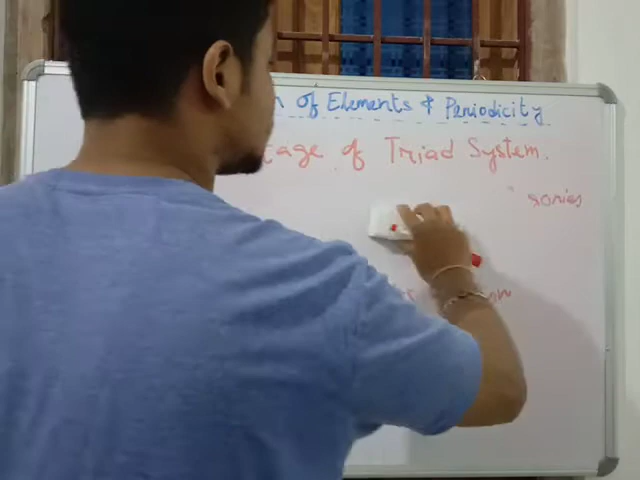 of Elements & Periodicity
tage of Triad System.
series